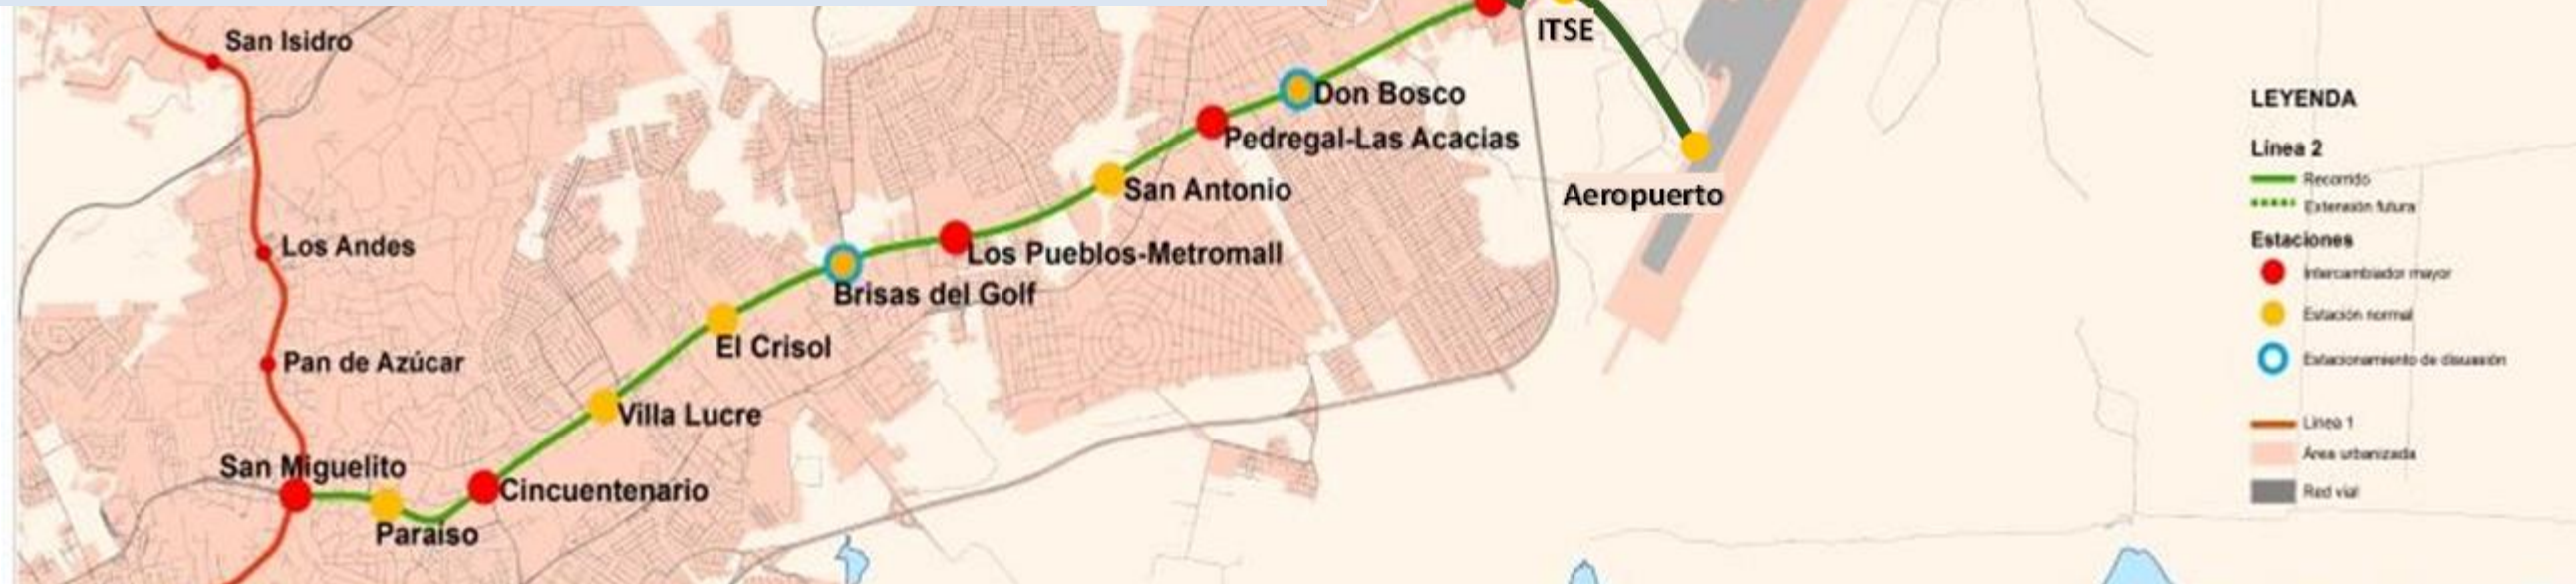 San Isidro
ITSE
Don Bosco
Pedregal-Las Acacias
San Antonio
Aeropuerto
Los Andes
Los Pueblos-Metromall
Brisas del Golf
El Crisol
Pan de Azúcar
Villa Lucre
San Miguelito
Cincuentenario
Paraíso
LEYENDA
Línea 2
Recorrido
Extensión futura
Estaciones
Intercambiador mayor
Estación normal
Estacionamiento de disuasión
Línea 1
Área urbanizada
Red vial